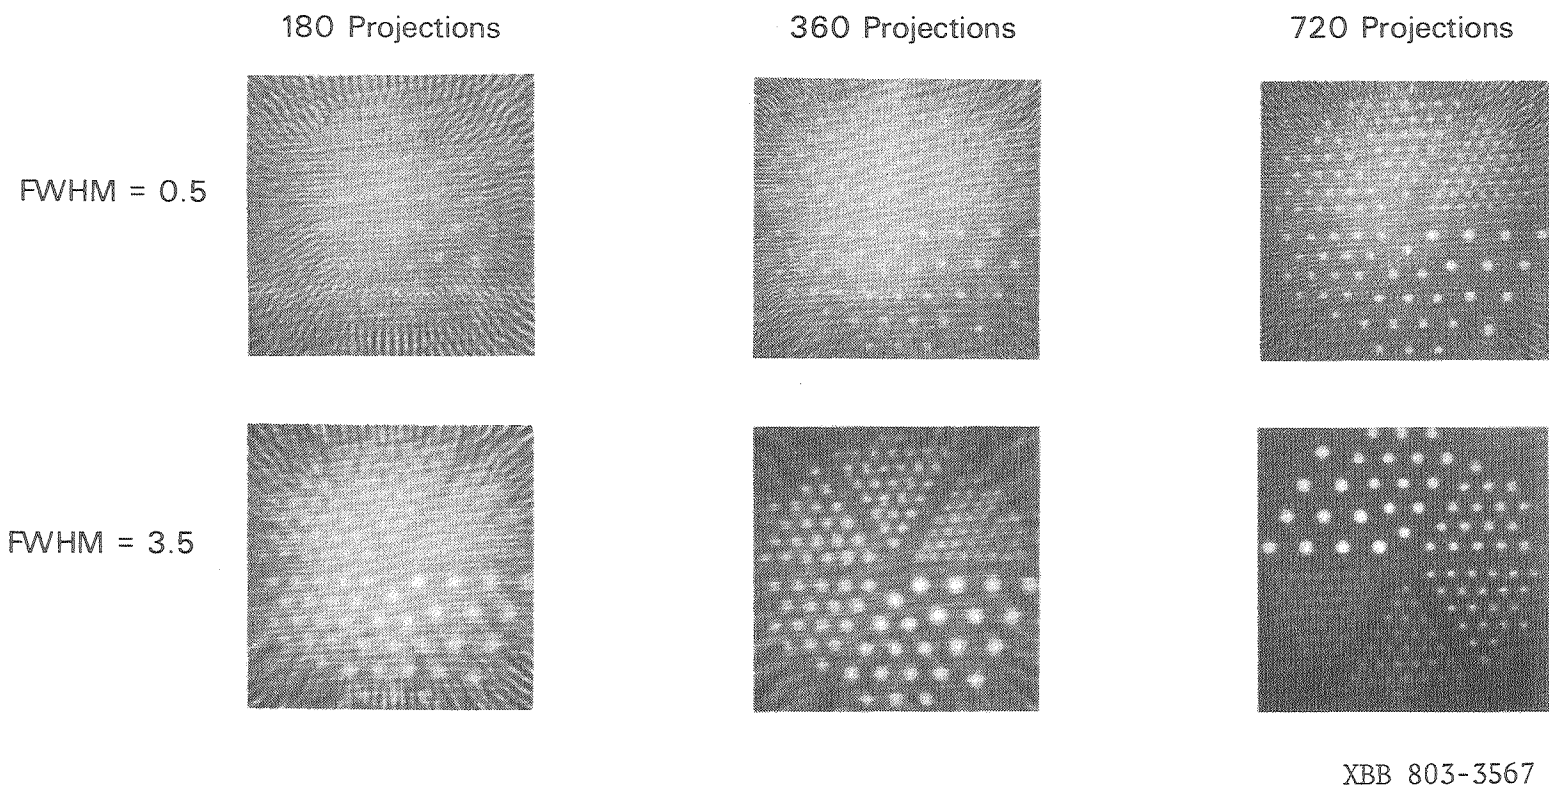 180 Projections
360 Projections
720 Projections
FWHM = 0.5
FWHM = 3.5
XBB 803-3567